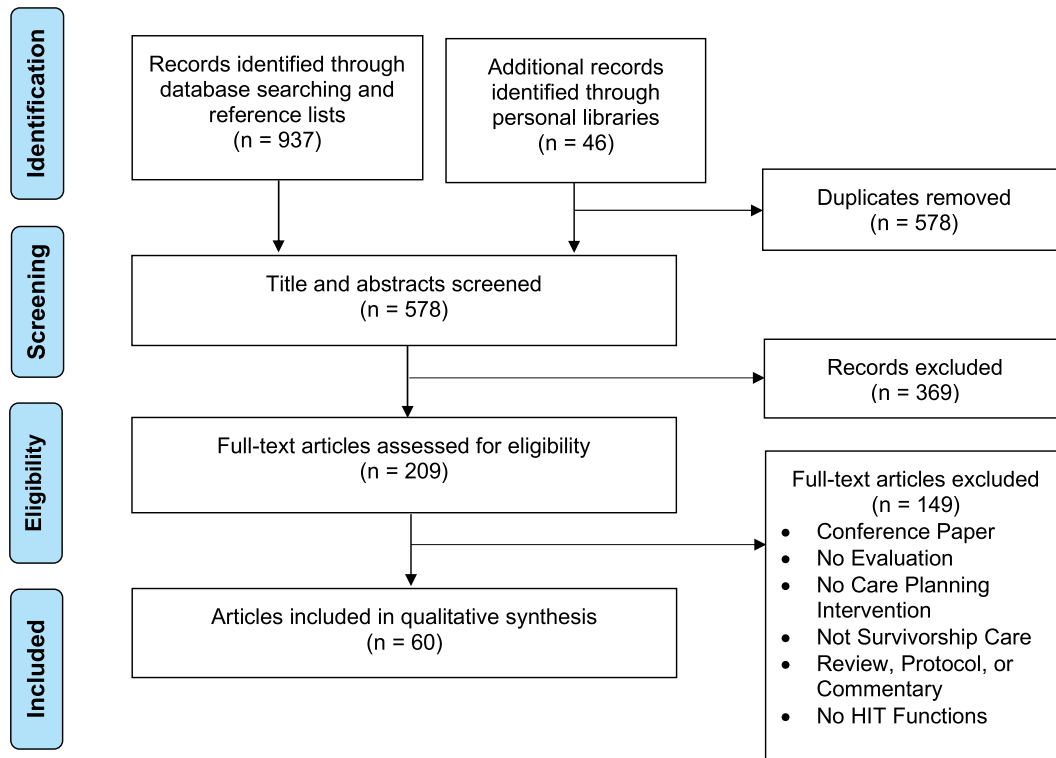 Identification
Records identified through
database searching and
reference lists
(n = 937)
Additional records
identified through
personal libraries
(n = 46)
Duplicates removed
(n = 578)
Screening
Title and abstracts screened
(n = 578)
Records excluded
(n = 369)
Eligibility
Full-text articles assessed for eligibility
(n = 209)
Full-text articles excluded
(n = 149)
• Conference Paper
• No Evaluation
• No Care Planning
Intervention
• Not Survivorship Care
• Review, Protocol, or
Commentary
• No HIT Functions
Included
Articles included in qualitative synthesis
(n = 60)